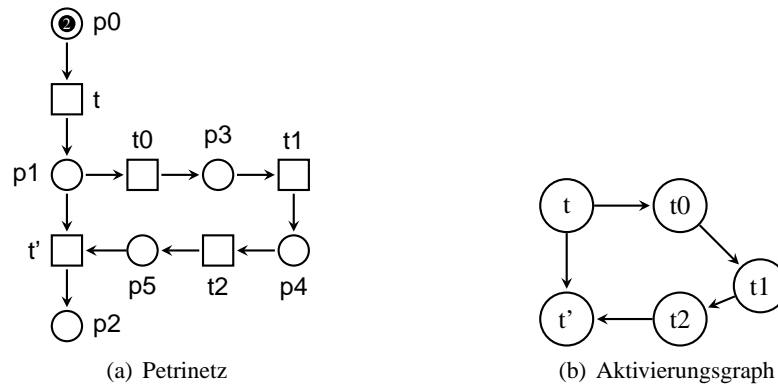 2 p0
t
t0 p3 t1
p1
t'
p5 t2 p4
p2
(a) Petrinetz
t t0
t1
t' t2
(b) Aktivierungsgraph